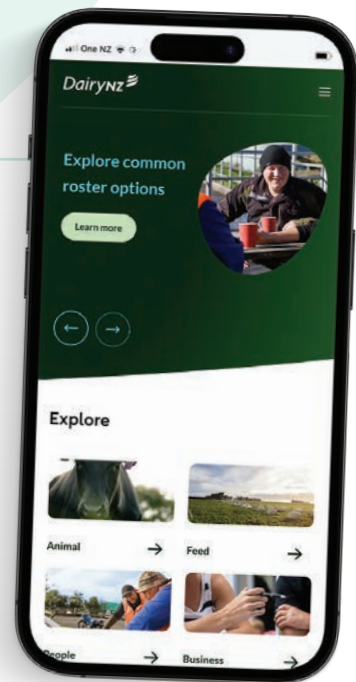 One NZ
DairyNZ
Explore common
roster options
Learn more
Explore
Animal
Feed
People
Business